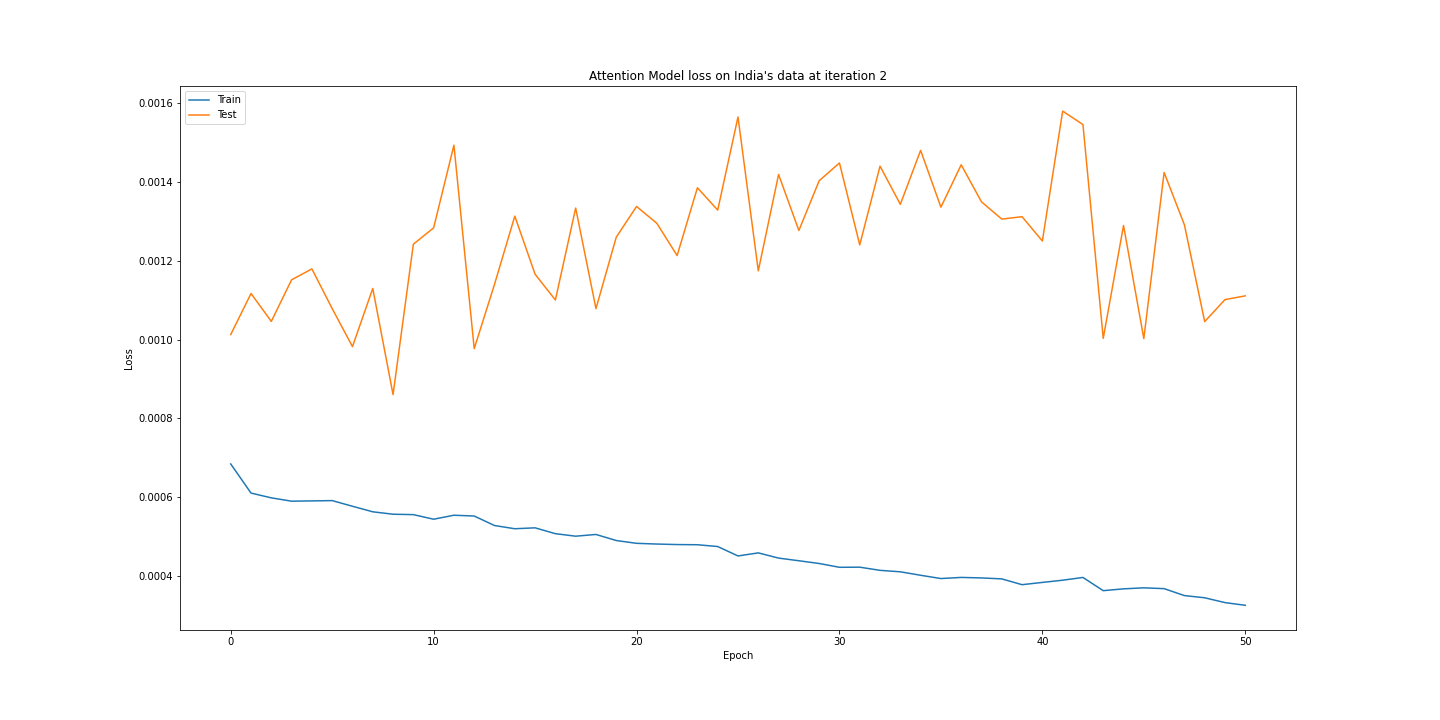 Attention Model loss on India's data at iteration 2
Train
Test
0.0016
0.0014
0.0012
0.0010
0.0008
0.0006
0.0004
Loss
0 10 20 30 40 50
Epoch